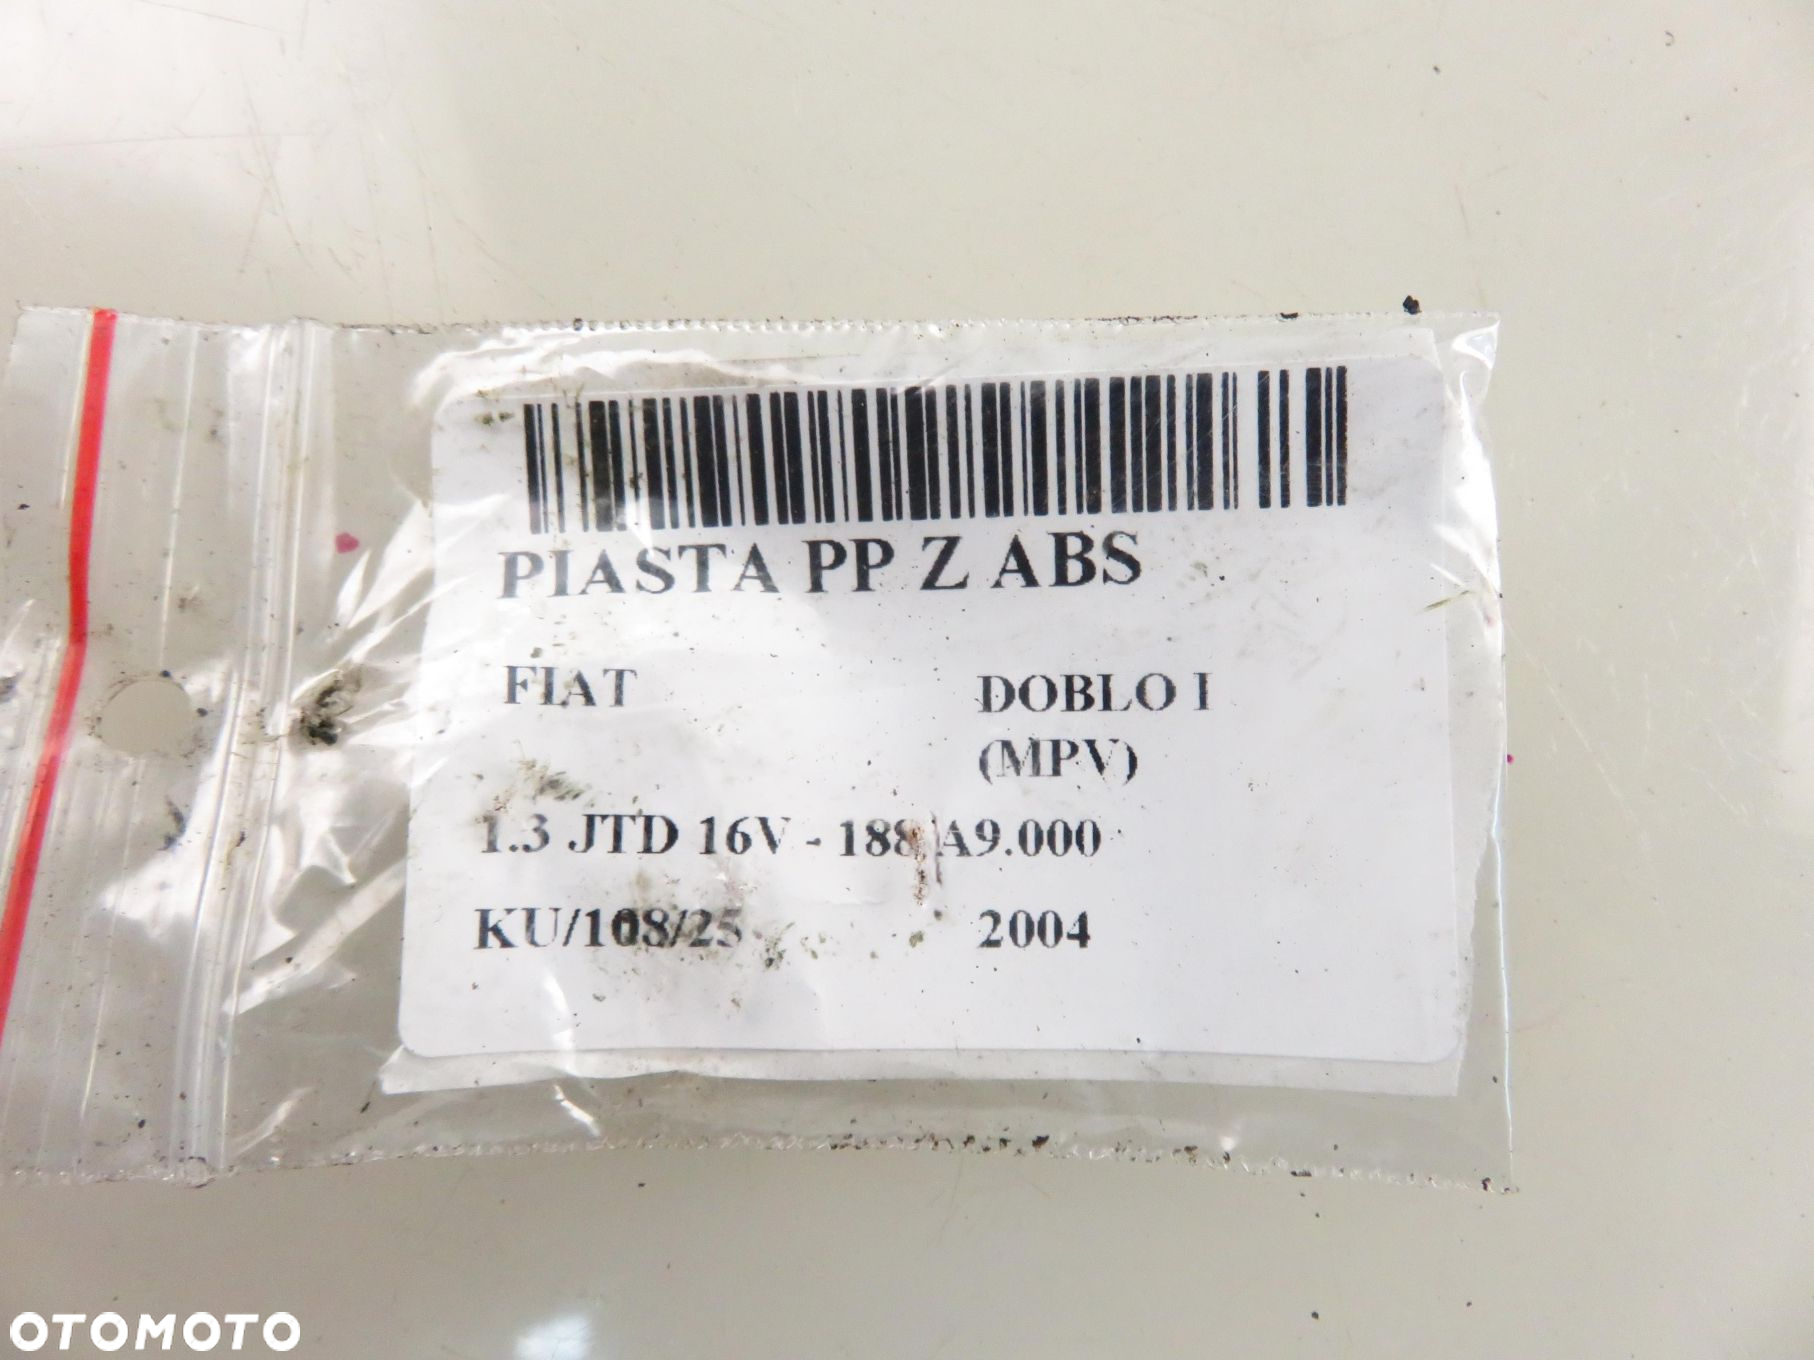 PIASTA PP Z ABS
FIAT DOBLO I
(MPV)
1.3 JTD 16V - 188 A9.000
KU/108/25 2004
OTOMOTO